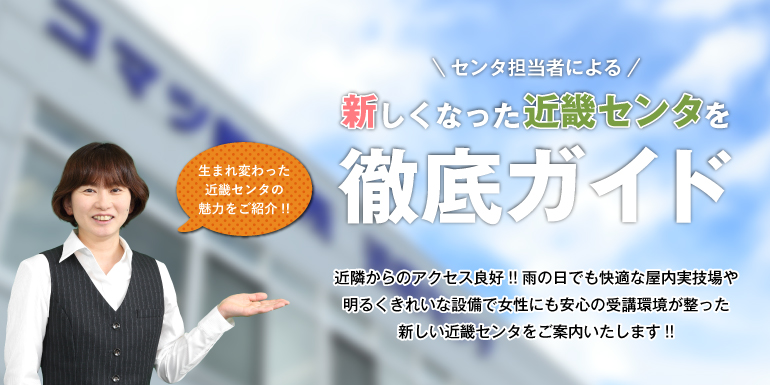 コマツ
\ センタ担当者による /
新しくなった近畿センタを
徹底ガイド
生まれ変わった
近畿センタの
魅力をご紹介!!
近隣からのアクセス良好!!雨の日でも快適な屋内実技場や
明るくきれいな設備で女性にも安心の受講環境が整った
新しい近畿センタをご案内いたします!!